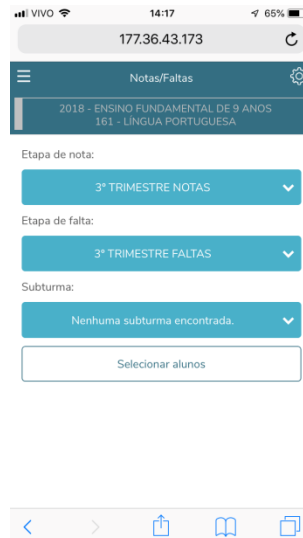 VIVO 14:17 65%
177.36.43.173
Notas/Faltas
2018 - ENSINO FUNDAMENTAL DE 9 ANOS
161 - LÍNGUA PORTUGUESA
Etapa de nota:
3º TRIMESTRE NOTAS
Etapa de falta:
3º TRIMESTRE FALTAS
Subturma:
Nenhuma subturma encontrada.
Selecionar alunos